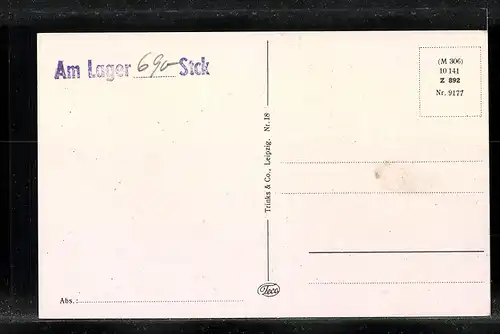 Am Lager 690 Stck
(M 306)
10 141
Z 892
Nr. 9177
Trinks & Co., Leipzig. Nr. 18
Abs.:
Teco